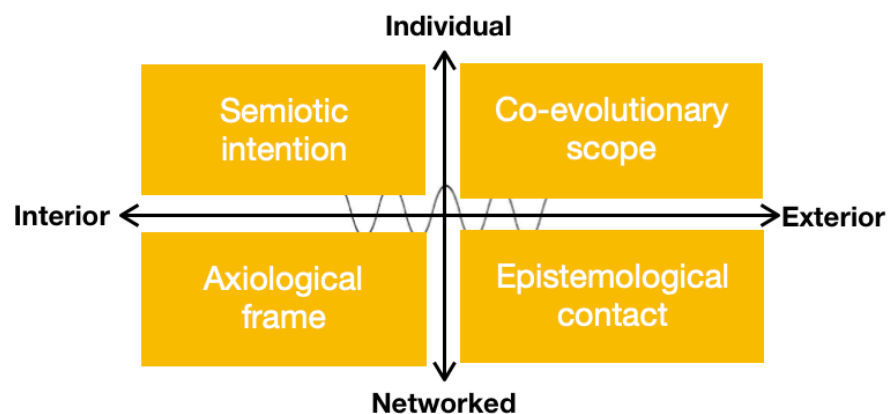 Individual
Semiotic
intention
Co-evolutionary
scope
Interior
Exterior
Axiological
frame
Epistemological
contact
Networked